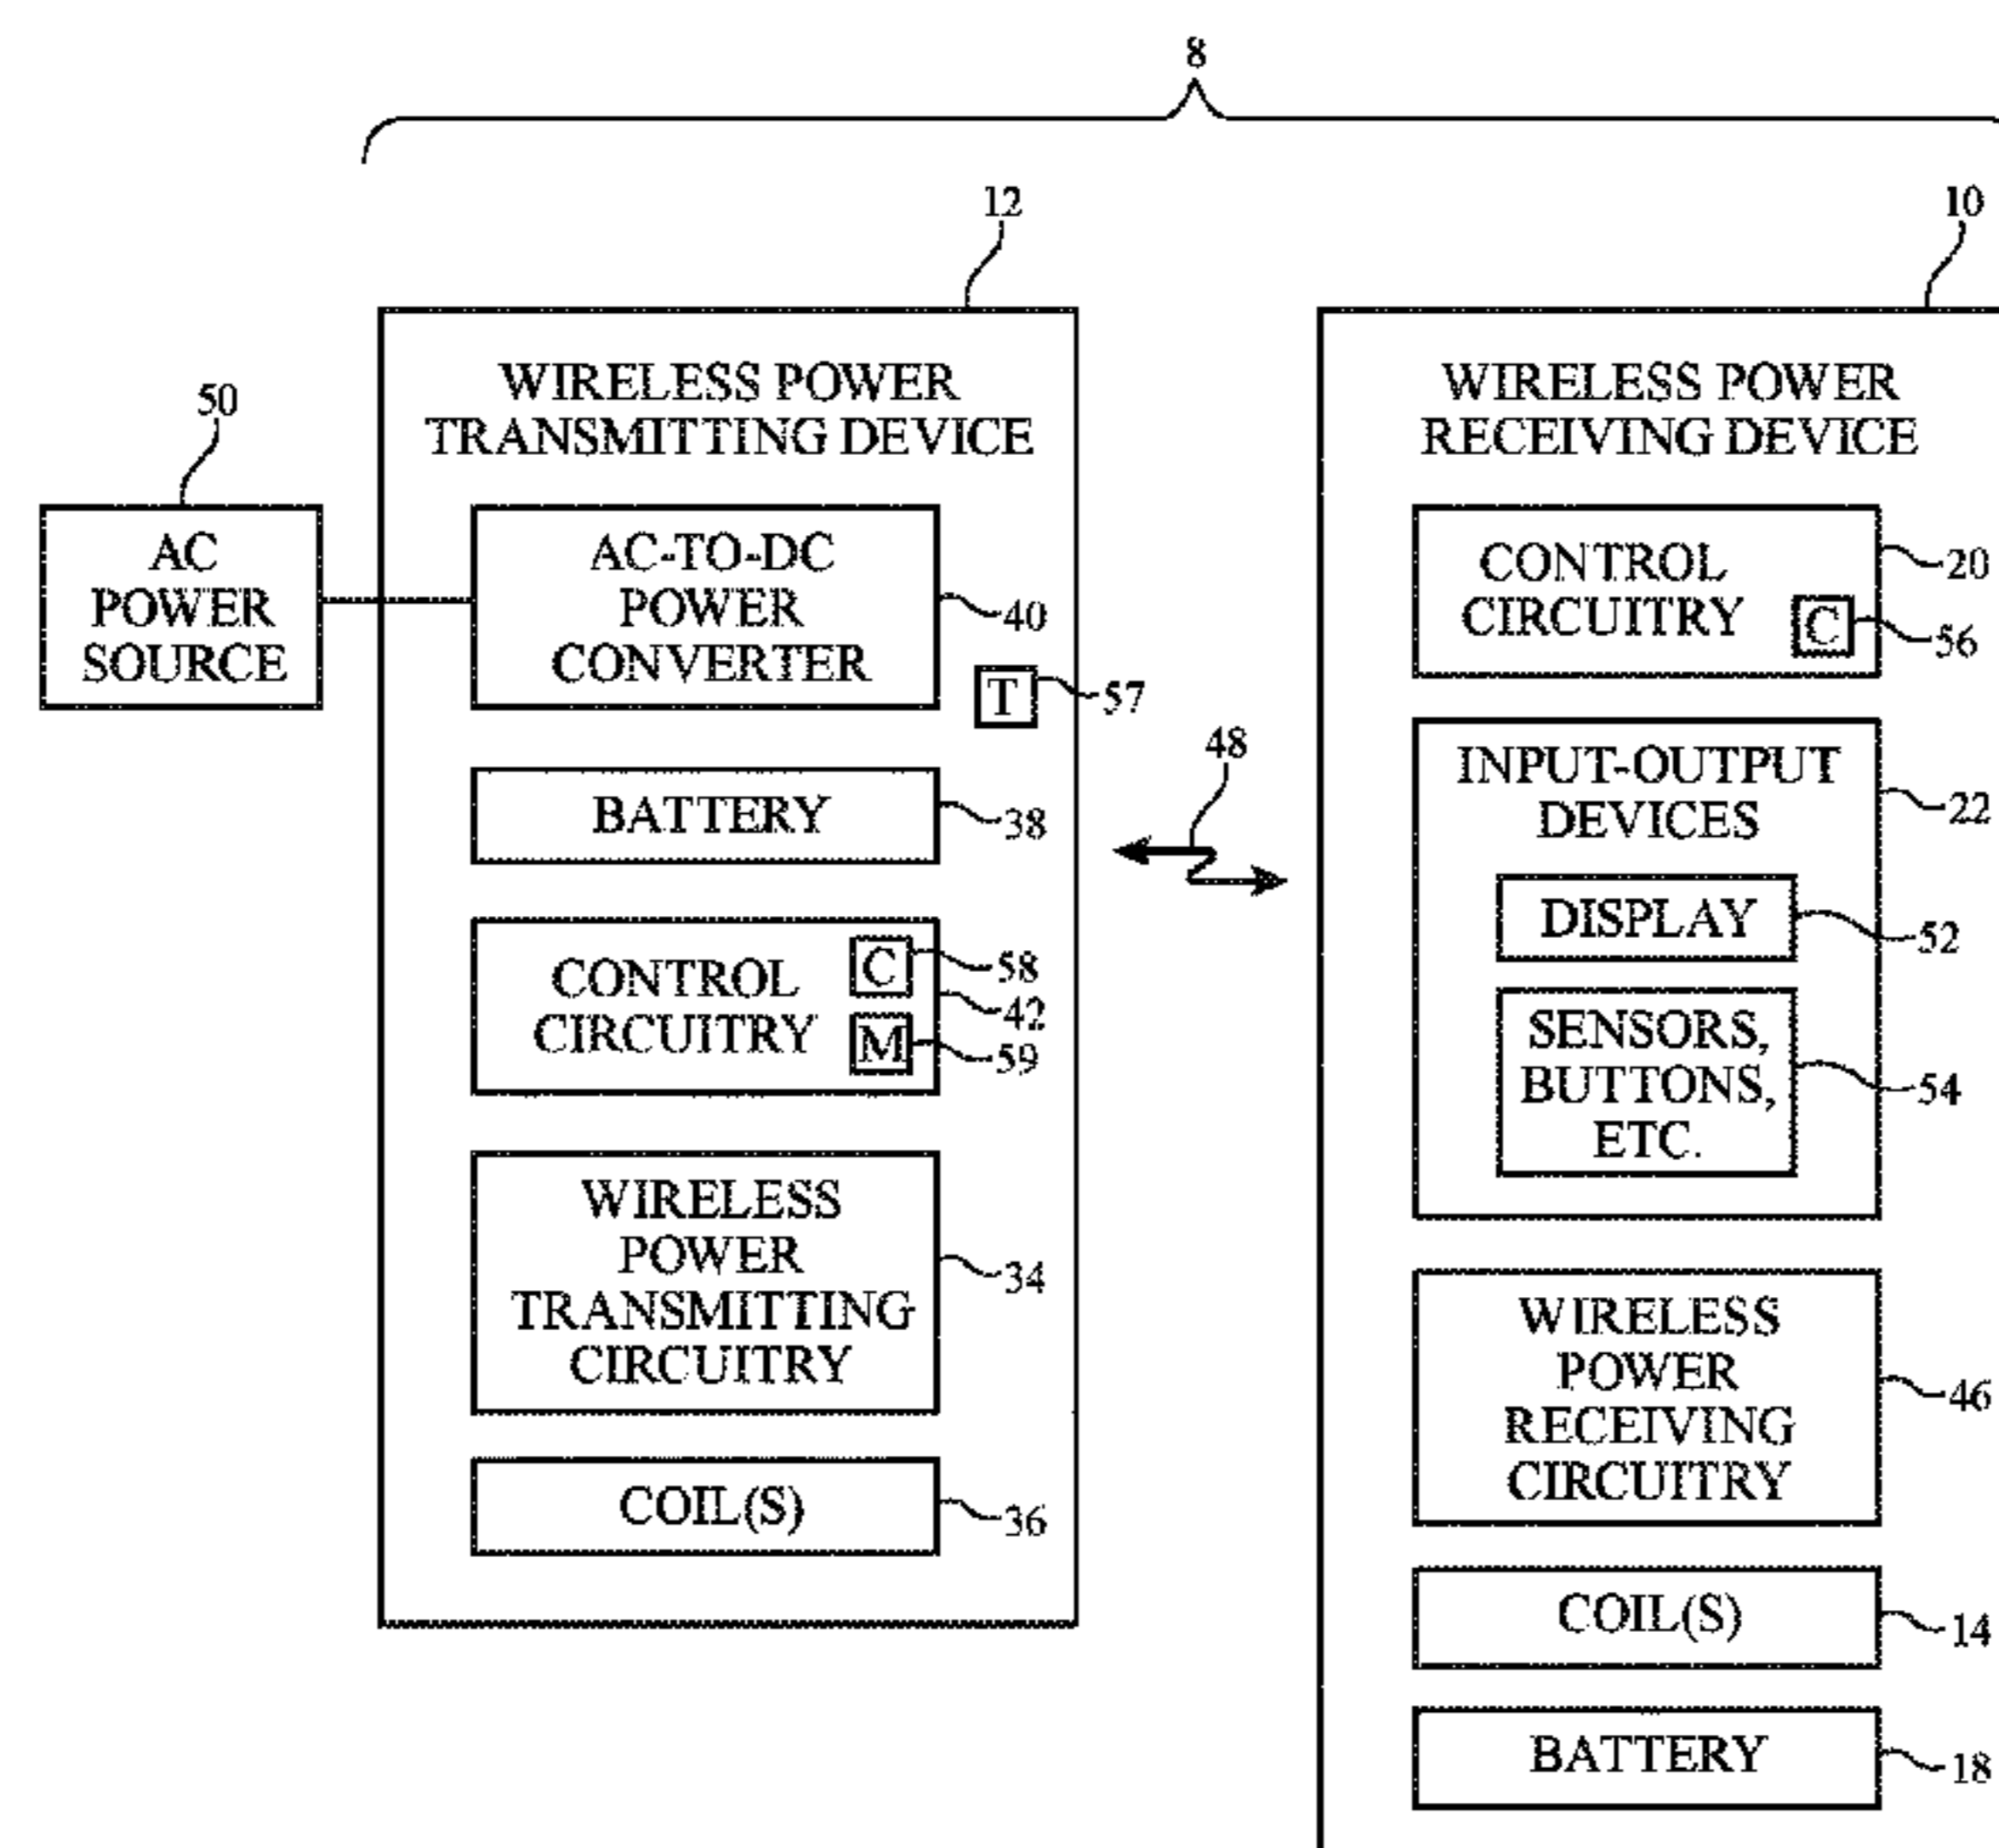 8
12
10
WIRELESS POWER
TRANSMITTING DEVICE
50
AC
POWER
SOURCE
AC-TO-DC
POWER
CONVERTER
40
T
57
BATTERY
38
CONTROL
CIRCUITRY
C
58
42
M
59
WIRELESS
POWER
TRANSMITTING
CIRCUITRY
34
COIL(S)
36
48
WIRELESS POWER
RECEIVING DEVICE
CONTROL
CIRCUITRY
C
20
56
INPUT-OUTPUT
DEVICES
22
DISPLAY
52
SENSORS,
BUTTONS,
ETC.
54
WIRELESS
POWER
RECEIVING
CIRCUITRY
46
COIL(S)
14
BATTERY
18